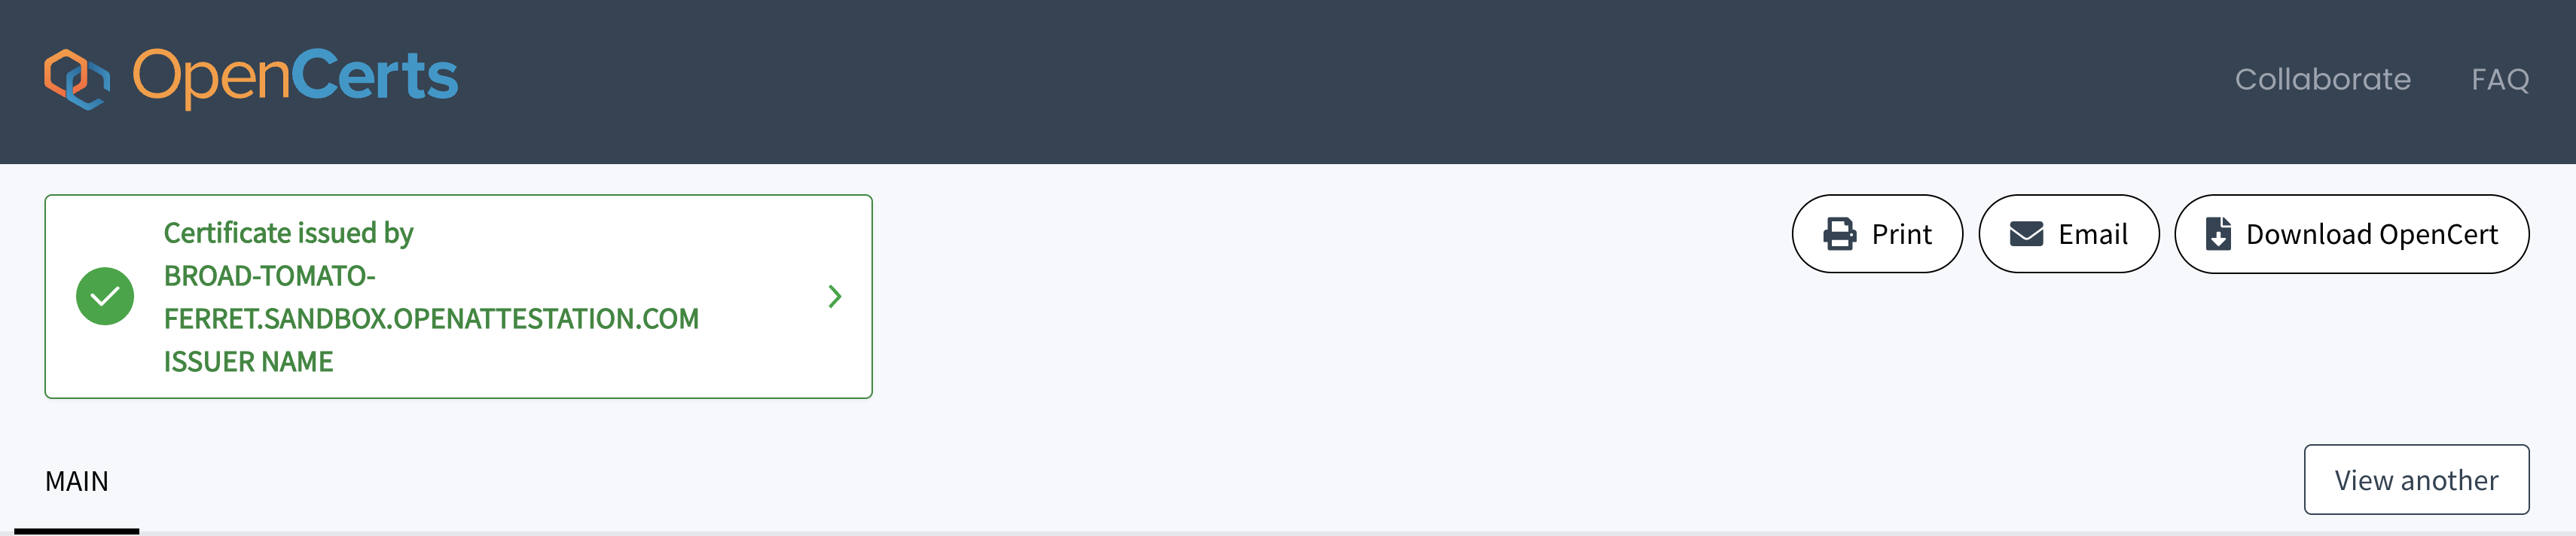 OpenCerts
Collaborate
FAQ
Certificate issued by
BROAD-TOMATO-
FERRET.SANDBOX.OPENATTESTATION.COM
ISSUER NAME
Print
Email
Download OpenCert
MAIN
View another